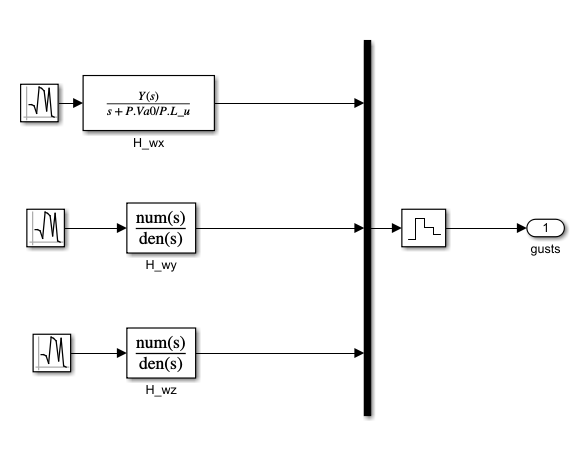 Y(s)
s + P.Va0/P.L_u
H_wx
num(s)
den(s)
H_wy
1
gusts
num(s)
den(s)
H_wz